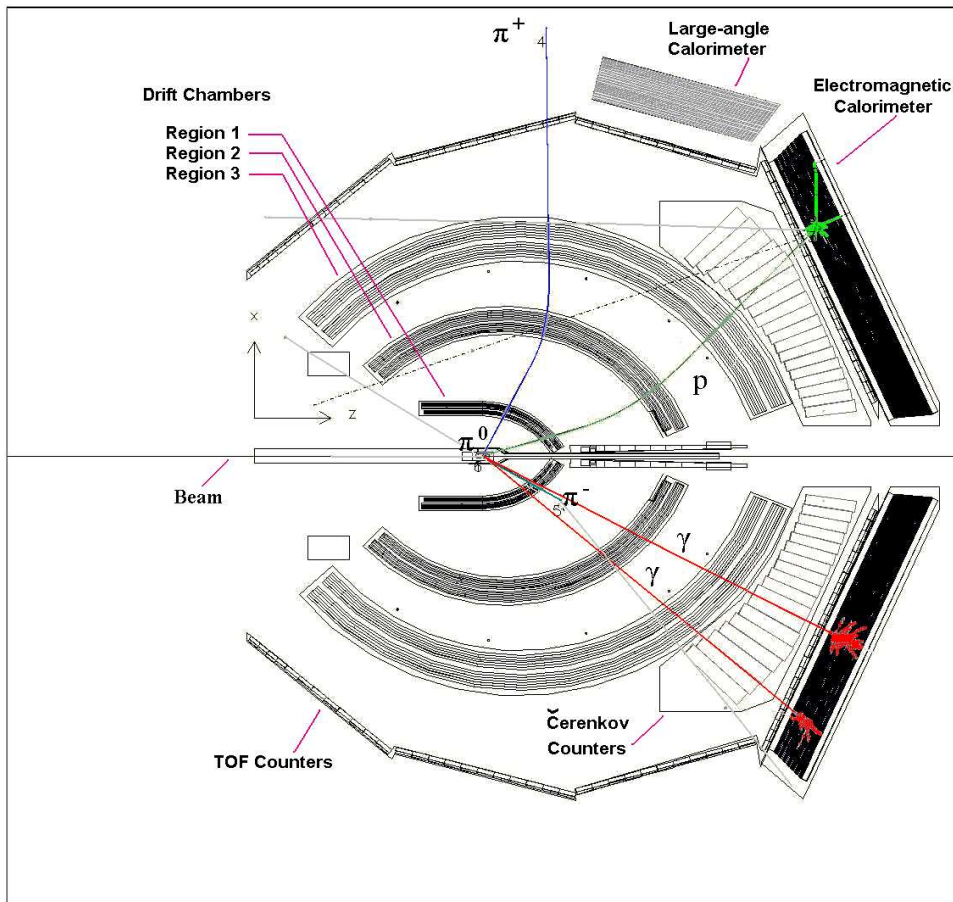 π+
4
Large-angle
Calorimeter
Electromagnetic
Calorimeter
Drift Chambers
Region 1
Region 2
Region 3
x
z
p
π0
Beam
π-
5
γ
γ
Čerenkov
Counters
TOF Counters